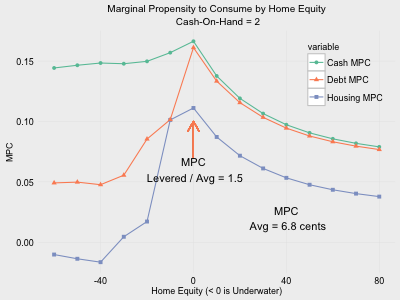 Marginal Propensity to Consume by Home Equity
Cash-On-Hand = 2
variable
Cash MPC
Debt MPC
Housing MPC
0.15
0.10
0.05
0.00
MPC
MPC
Levered / Avg = 1.5
MPC
Avg = 6.8 cents
-40
0
40
80
Home Equity (< 0 is Underwater)